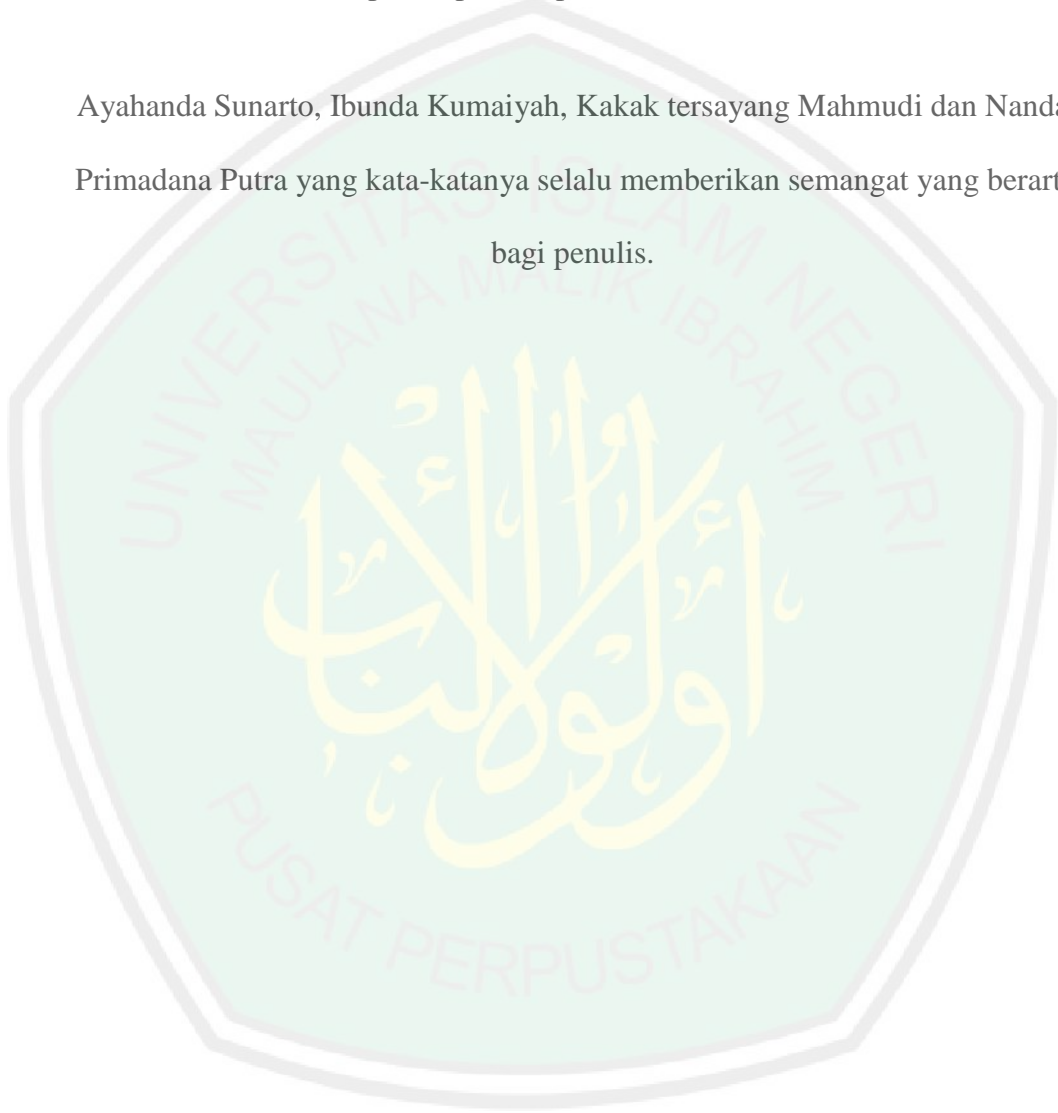 Ayahanda Sunarto, Ibunda Kumaiyah, Kakak tersayang Mahmudi dan Nanda
Primadana Putra yang kata-katanya selalu memberikan semangat yang berart
bagi penulis.
UNIVERSITAS ISLAM NEGERI
MAULANA MALIK IBRAHIM
أولو الألباب
PUSAT PERPUSTAKAAN